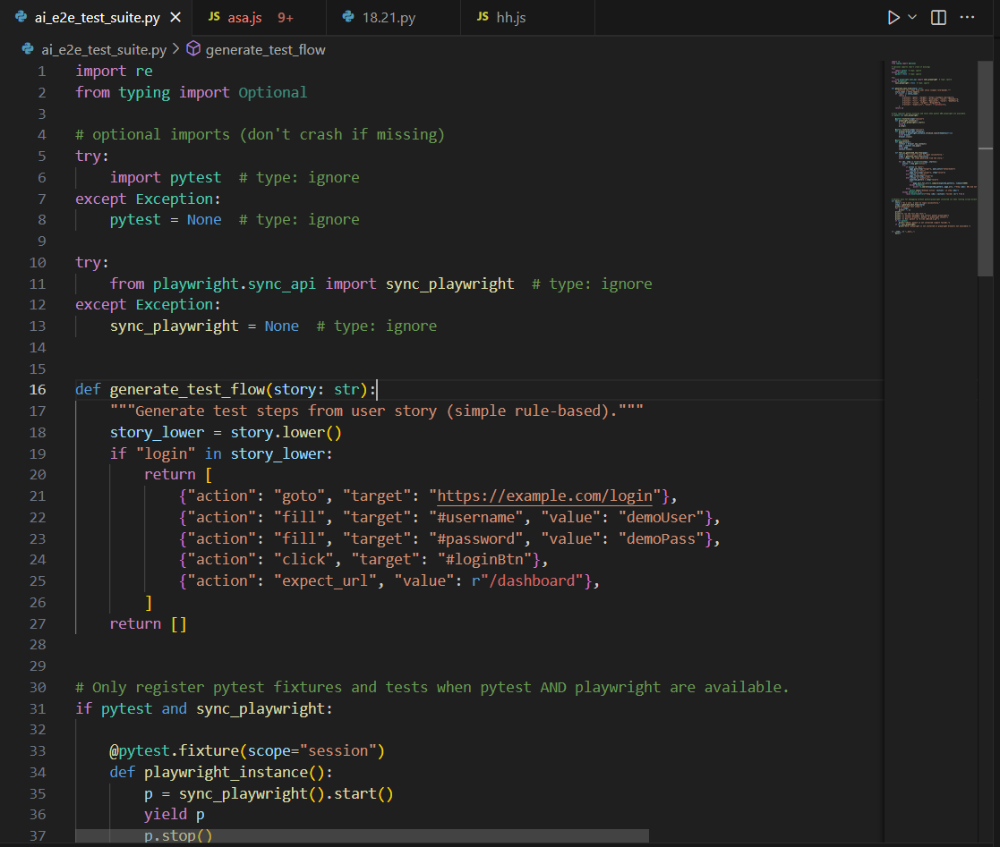 ai_e2e_test_suite.py × JS asa.js 9+ 18.21.py JS hh.js
ai_e2e_test_suite.py > generate_test_flow
1 import re
2 from typing import Optional
3
4 # optional imports (don't crash if missing)
5 try:
6     import pytest  # type: ignore
7 except Exception:
8     pytest = None  # type: ignore
9
10 try:
11     from playwright.sync_api import sync_playwright  # type: ignore
12 except Exception:
13     sync_playwright = None  # type: ignore
14
15
16 def generate_test_flow(story: str):
17     """Generate test steps from user story (simple rule-based)."""
18     story_lower = story.lower()
19     if "login" in story_lower:
20         return [
21             {"action": "goto", "target": "https://example.com/login"},
22             {"action": "fill", "target": "#username", "value": "demoUser"},
23             {"action": "fill", "target": "#password", "value": "demoPass"},
24             {"action": "click", "target": "#loginBtn"},
25             {"action": "expect_url", "value": r"/dashboard"},
26         ]
27     return []
28
29
30 # Only register pytest fixtures and tests when pytest AND playwright are available.
31 if pytest and sync_playwright:
32
33     @pytest.fixture(scope="session")
34     def playwright_instance():
35         p = sync_playwright().start()
36         yield p
37         p.stop()